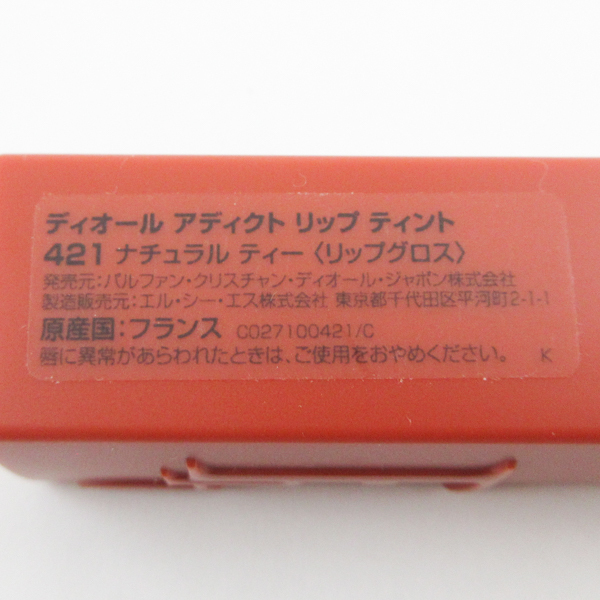 ディオール アディクト リップ ティント
421 ナチュラル ティー〈リップグロス〉
発売元:パルファン・クリスチャン・ディオール・ジャポン株式会社
製造販売元:エル・シー・エス株式会社 東京都千代田区平河町2-1-1
原産国:フランス C027100421/C
唇に異常があらわれたときは、ご使用をおやめください。 K